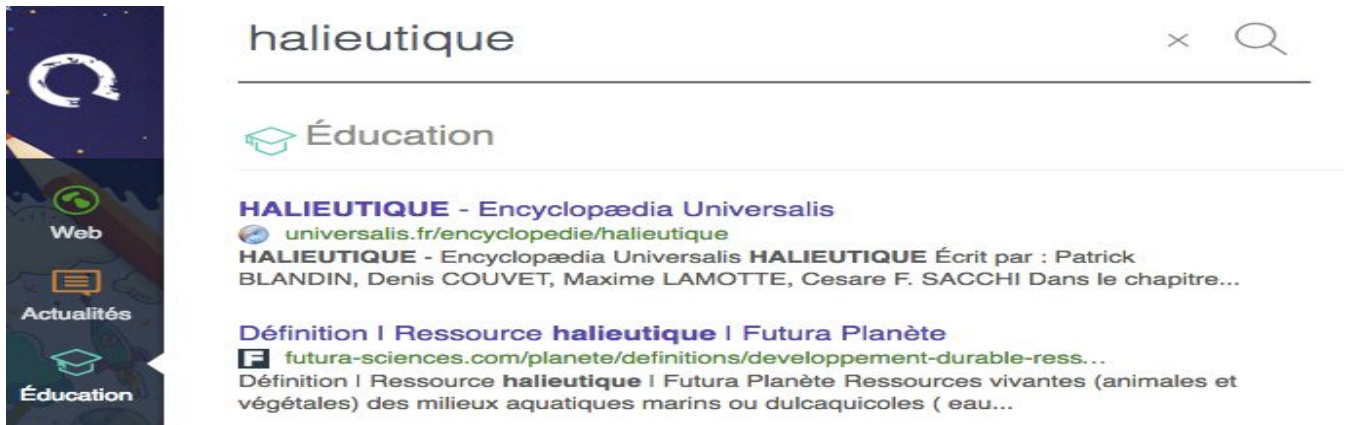 halieutique
Éducation
HALIEUTIQUE - Encyclopædia Universalis
universalis.fr/encyclopedie/halieutique
HALIEUTIQUE - Encyclopædia Universalis HALIEUTIQUE Écrit par : Patrick
BLANDIN, Denis COUVET, Maxime LAMOTTE, Cesare F. SACCHI Dans le chapitre...
Définition | Ressource halieutique | Futura Planète
F futura-sciences.com/planete/definitions/developpement-durable-ress...
Définition | Ressource halieutique | Futura Planète Ressources vivantes (animales et
végétales) des milieux aquatiques marins ou dulcaquicoles ( eau...
Web
Actualités
Éducation